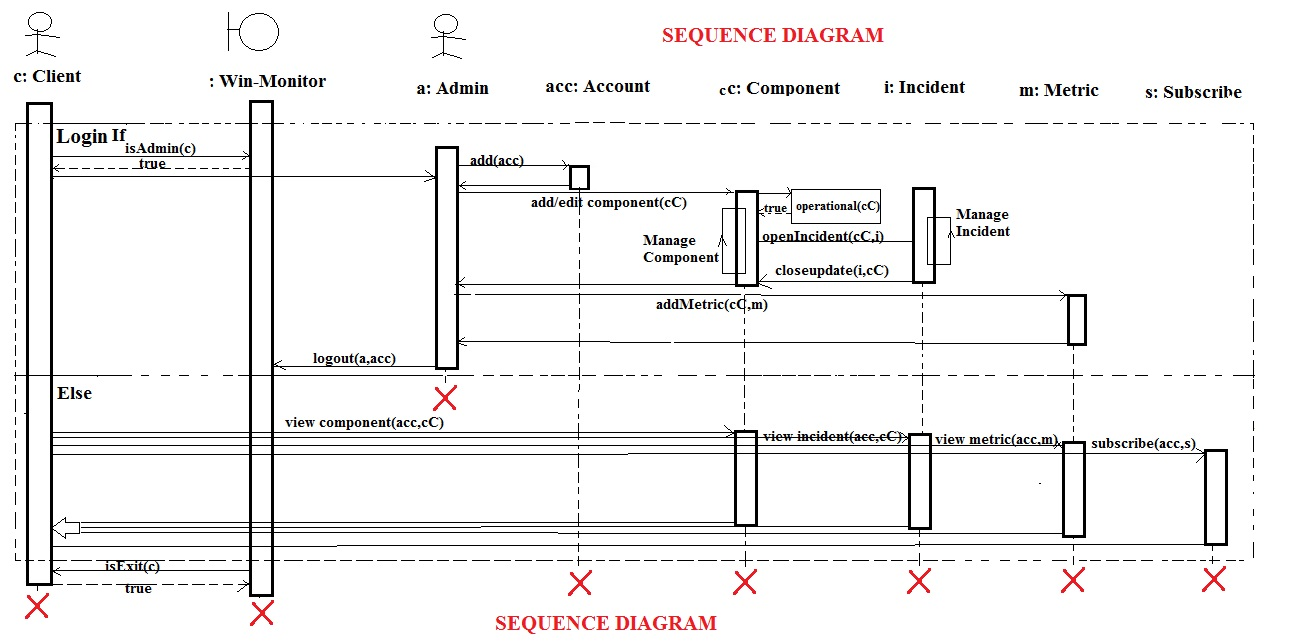 SEQUENCE DIAGRAM
c: Client
: Win-Monitor
a: Admin
acc: Account
cc: Component
i: Incident
m: Metric
s: Subscribe
Login If
isAdmin(c)
true
add(acc)
add/edit component(cC)
true
operational(cC)
Manage
Component
openIncident(cC,i)
Manage
Incident
closeupdate(i,cC)
addMetric(cC,m)
logout(a,acc)
Else
view component(acc,cC)
view incident(acc,cC)
view metric(acc,m)
subscribe(acc,s)
isExit(c)
true
SEQUENCE DIAGRAM